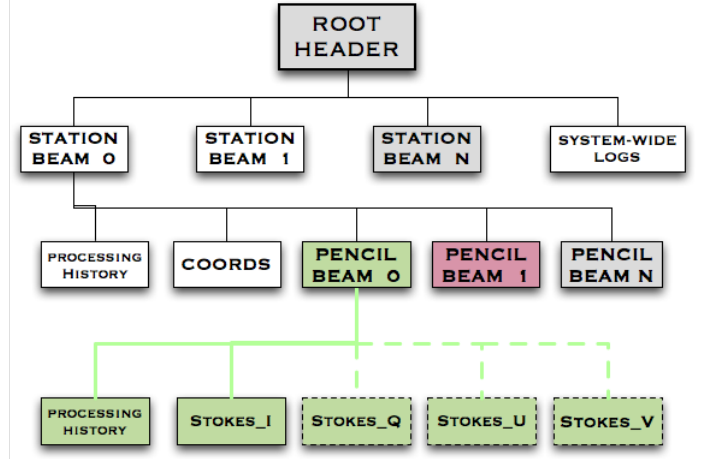 ROOT
HEADER
STATION
BEAM 0
STATION
BEAM 1
STATION
BEAM N
SYSTEM-WIDE
LOGS
PROCESSING
HISTORY
COORDS
PENCIL
BEAM 0
PENCIL
BEAM 1
PENCIL
BEAM N
PROCESSING
HISTORY
STOKES_I
STOKES_Q
STOKES_U
STOKES_V